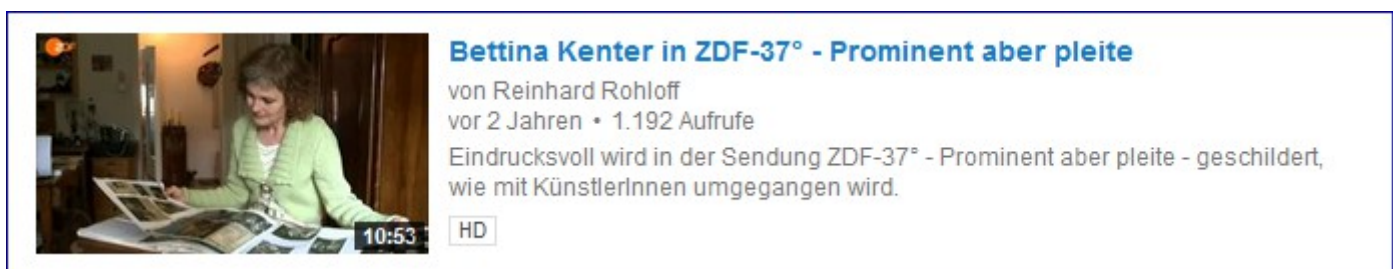 ZDF
Bettina Kenter in ZDF-37° - Prominent aber pleite
von Reinhard Rohloff
vor 2 Jahren • 1.192 Aufrufe
Eindrucksvoll wird in der Sendung ZDF-37° - Prominent aber pleite - geschildert,
wie mit KünstlerInnen umgegangen wird.
10:53
HD